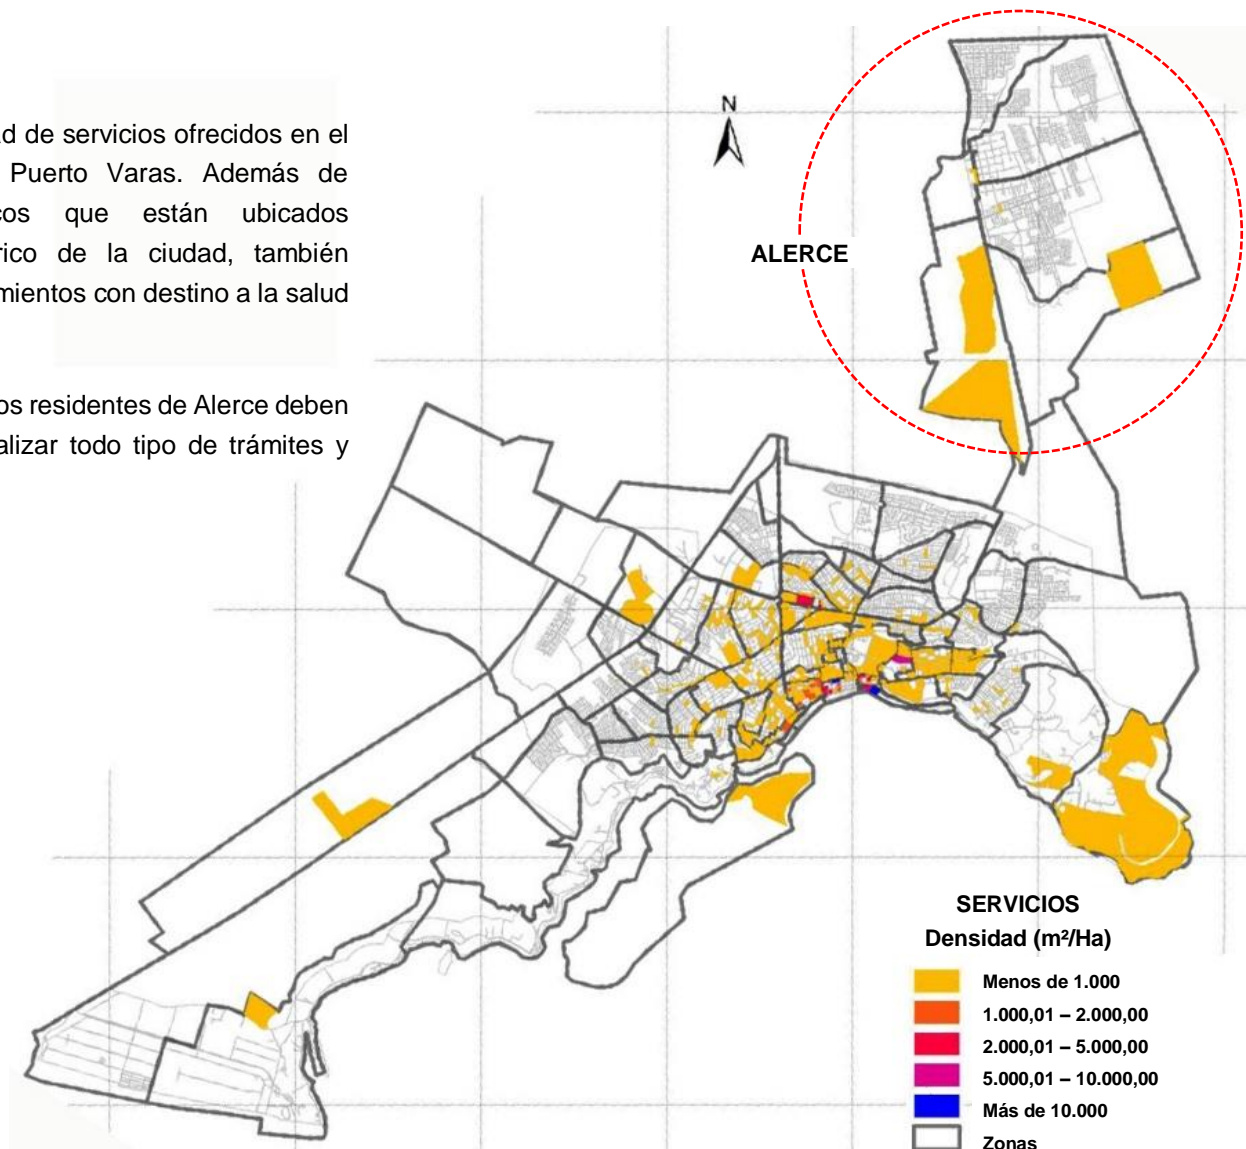 N
ad de servicios ofrecidos en el
Puerto Varas. Además de
cos que están ubicados
rico de la ciudad, también
mientos con destino a la salud
ALERCE
os residentes de Alerce deben
alizar todo tipo de trámites y
SERVICIOS
Densidad (m²/Ha)
Menos de 1.000
1.000,01 – 2.000,00
2.000,01 – 5.000,00
5.000,01 – 10.000,00
Más de 10.000
Zonas